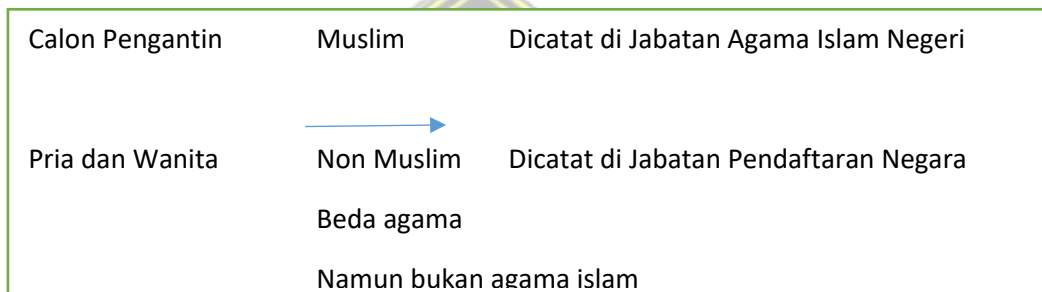 Calon Pengantin Muslim Dicatat di Jabatan Agama Islam Negeri
Pria dan Wanita Non Muslim Dicatat di Jabatan Pendaftaran Negara
Beda agama
Namun bukan agama islam